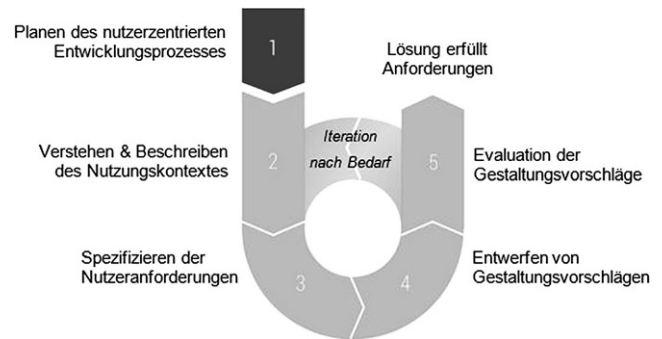 Planen des nutzerzentrierten
Entwicklungsprozesses
1
Lösung erfüllt
Anforderungen
Verstehen & Beschreiben
des Nutzungskontextes
2
Iteration
nach Bedarf
5
Evaluation der
Gestaltungsvorschläge
Spezifizieren der
Nutzeranforderungen
3
4
Entwerfen von
Gestaltungsvorschlägen